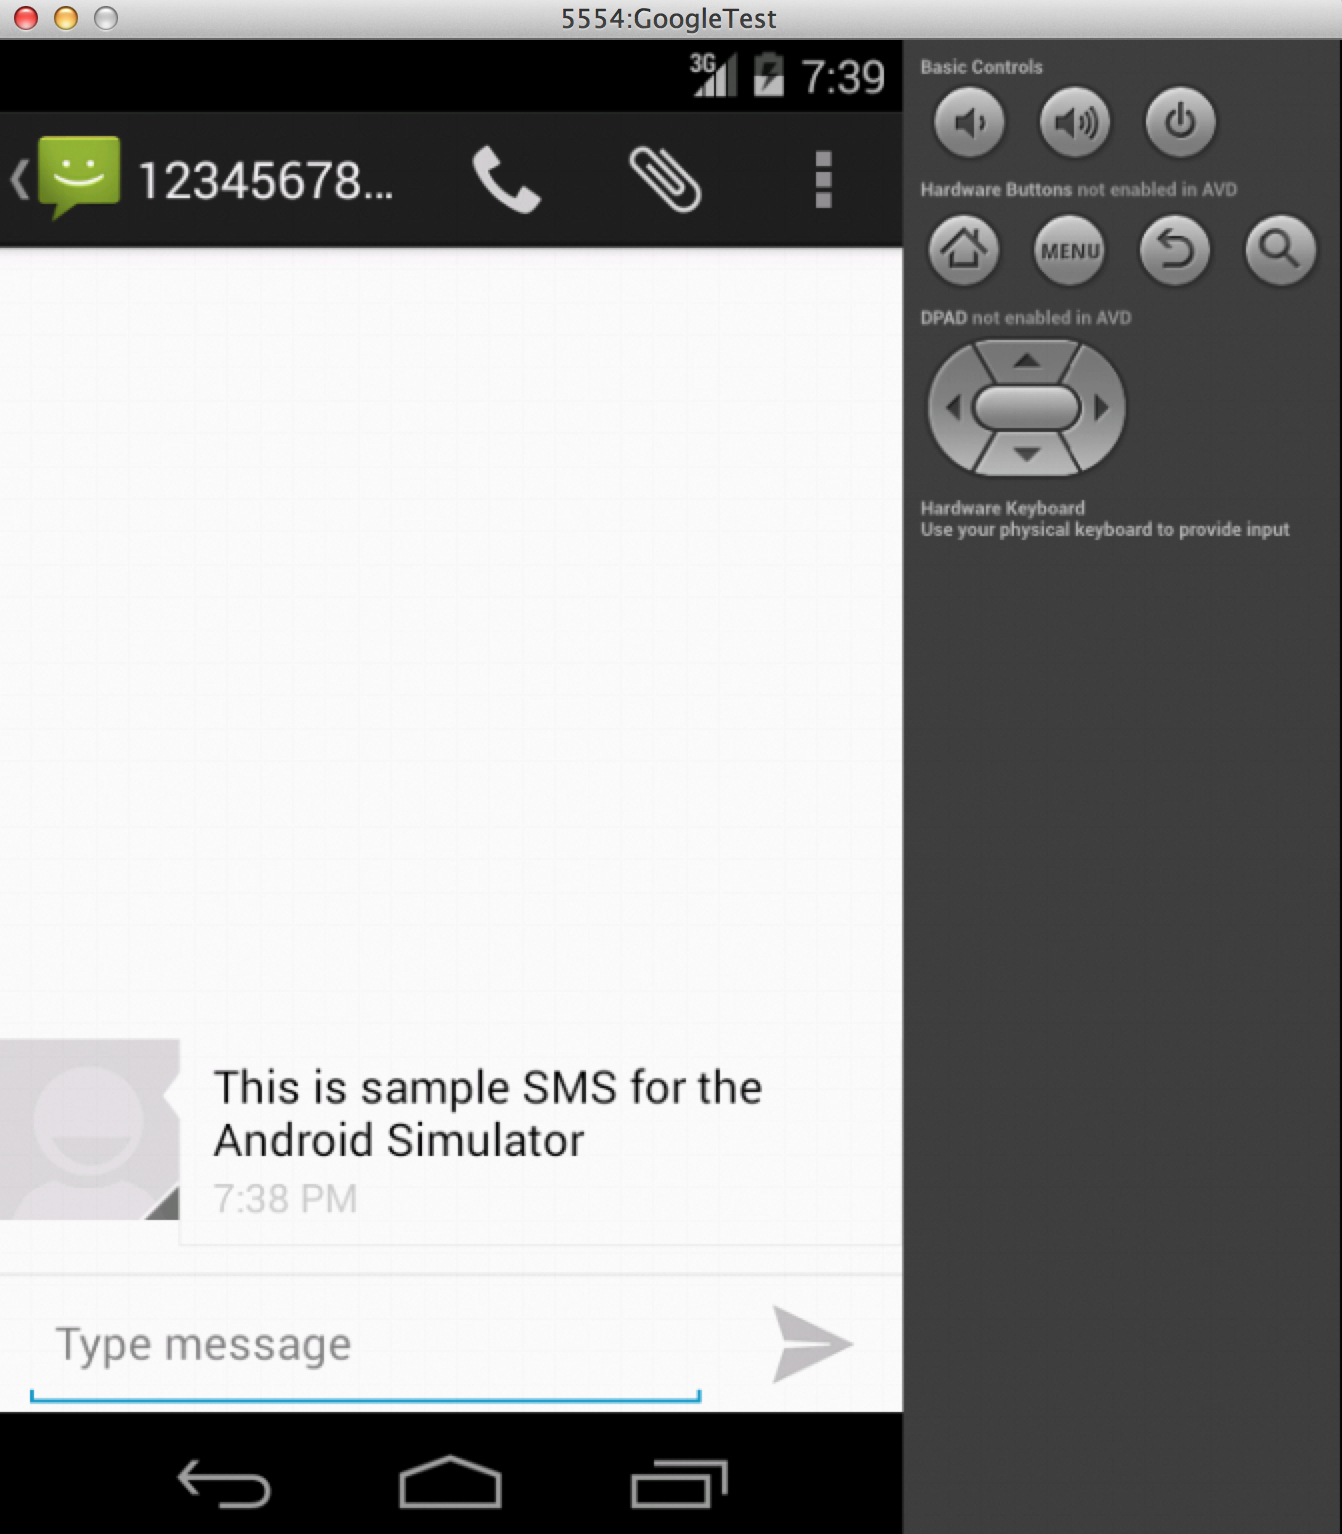 5554:GoogleTest
3G 7:39
12345678...
This is sample SMS for the
Android Simulator
7:38 PM
Type message
Basic Controls
Hardware Buttons not enabled in AVD
MENU
DPAD not enabled in AVD
Hardware Keyboard
Use your physical keyboard to provide input